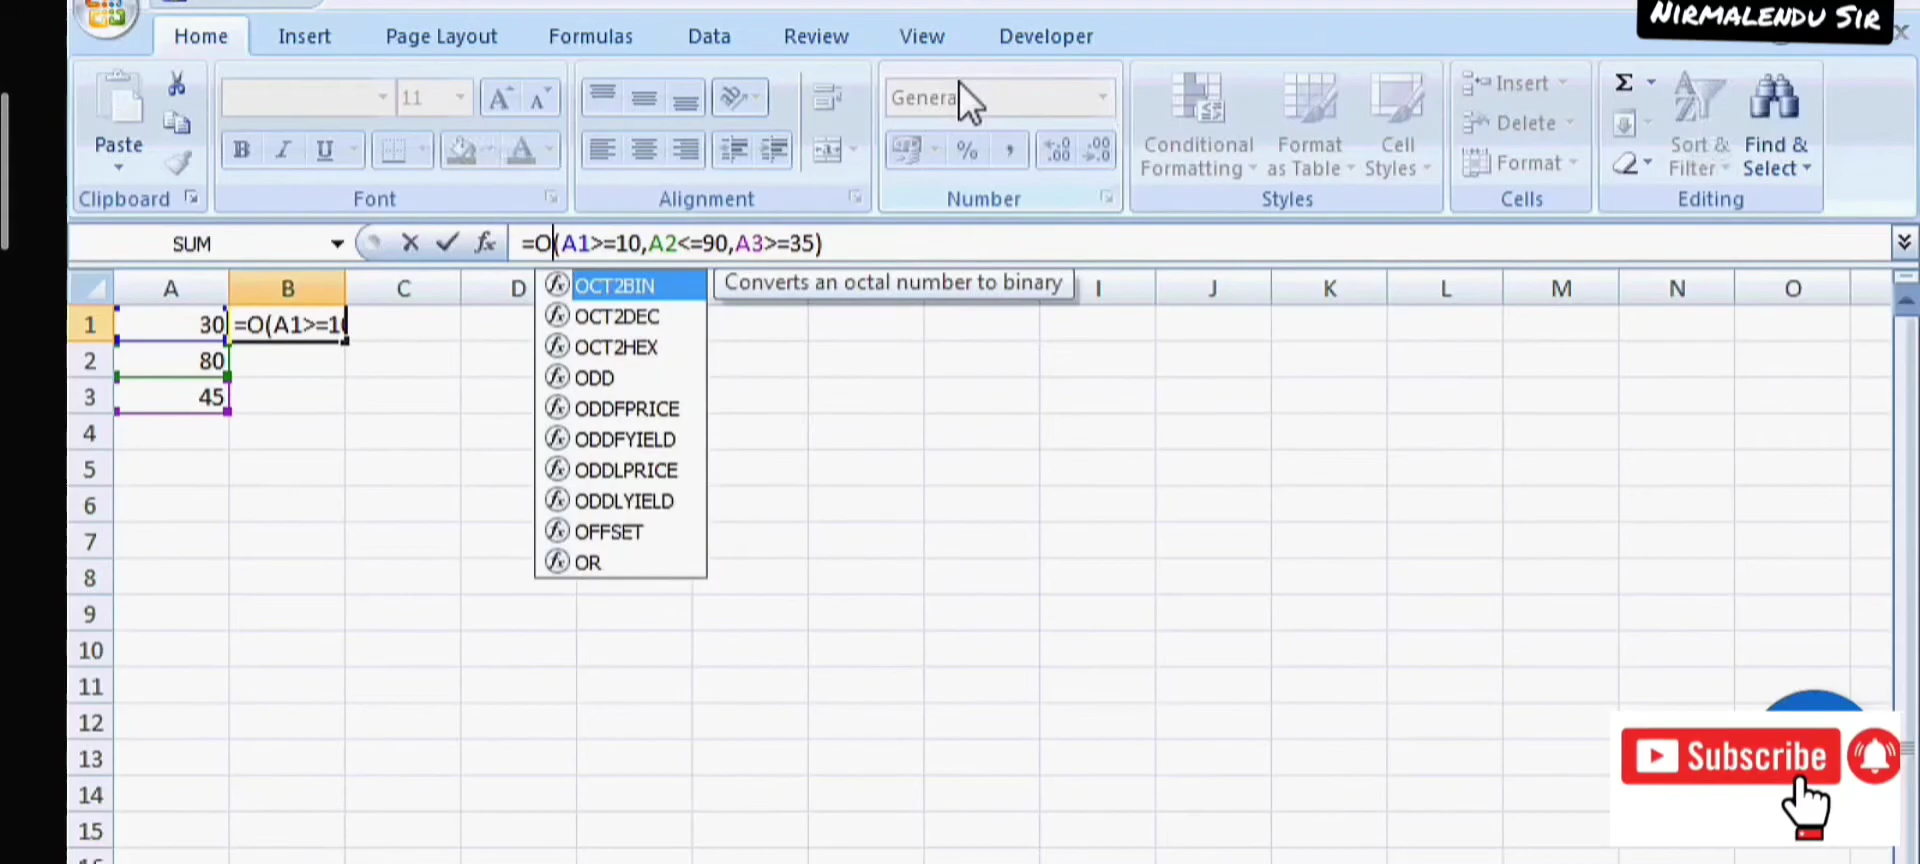 NIRMALENDU SIR
Home Insert Page Layout Formulas Data Review View Developer
Paste
Clipboard
11
B I U
Font
Alignment
Genera
%
Number
Conditional Formatting
Format as Table
Cell Styles
Styles
Insert
Delete
Format
Cells
Σ
Sort & Filter
Find & Select
Editing
SUM
fx
=O(A1>=10,A2<=90,A3>=35)
A B C D I J K L M N O
OCT2BIN
Converts an octal number to binary
OCT2DEC
OCT2HEX
ODD
ODDFPRICE
ODDFYIELD
ODDLPRICE
ODDLYIELD
OFFSET
OR
1 30 =O(A1>=10
2 80
3 45
4
5
6
7
8
9
10
11
12
13
14
15
Subscribe